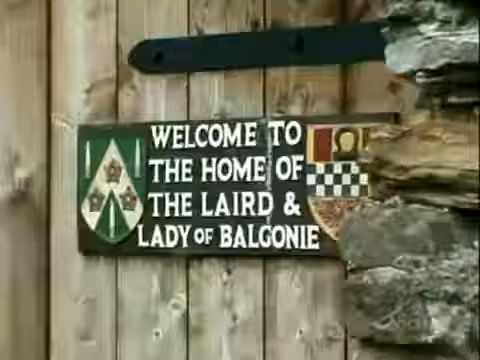 WELCOME TO
THE HOME OF
THE LAIRD &
LADY OF BALGONIE